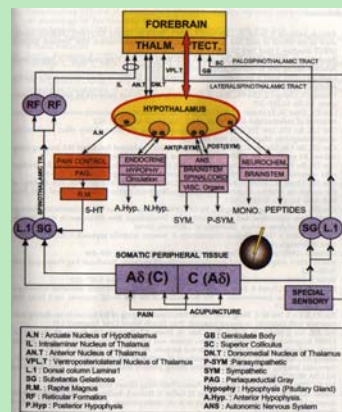 FOREBRAIN
THALM. TECT.
SC
PALOSPINOTHALAMIC TRACT
GB
VPL.T
LATERALSPINOTHALAMIC TRACT
IL AN.T DN.T
RF RF
HYPOTHALAMUS
A.N
ANT(P-SYM) POST(SYM)
SPINOTHALAMIC TR.
PAIN CONTROL
PAG.
R.M.
ENDOCRINE
HYPOPHY
Circulation
ANS.
BRAINSTEM
SPINALCORD
VASC. Organs
NEUROCHEM.
BRAINSTEM
5-HT
A.Hyp. N.Hyp.
SYM. P-SYM.
MONO. PEPTIDES
L.1 SG
SG L.1
SOMATIC PERIPHERAL TISSUE
Aδ (C) C (Aδ)
PAIN ACUPUNCTURE
SPECIAL
SENSORY
A.N : Arcuate Nucleus of Hypothalamus
IL : Intralaminar Nucleus of Thalamus
AN.T : Anterior Nucleus of Thalamus
VPL.T : Ventroposterolateral Nucleus of Thalamus
L.1 : Dorsal column Lamina1
SG : Substantia Gelatinosa
R.M. : Raphe Magnus
RF : Reticular Formation
P.Hyp : Posterior Hypophysis
GB : Geniculate Body
SC : Superior Colliculus
DN.T : Dorsomedial Nucleus of Thalamus
P-SYM : Parasympathetic
SYM : Sympathetic
PAG : Periaqueductal Gray
Hypophy : Hypophysis (Pituitary Gland)
A.Hyp : Anterior Hypophysis.
ANS : Autonomic Nervous System